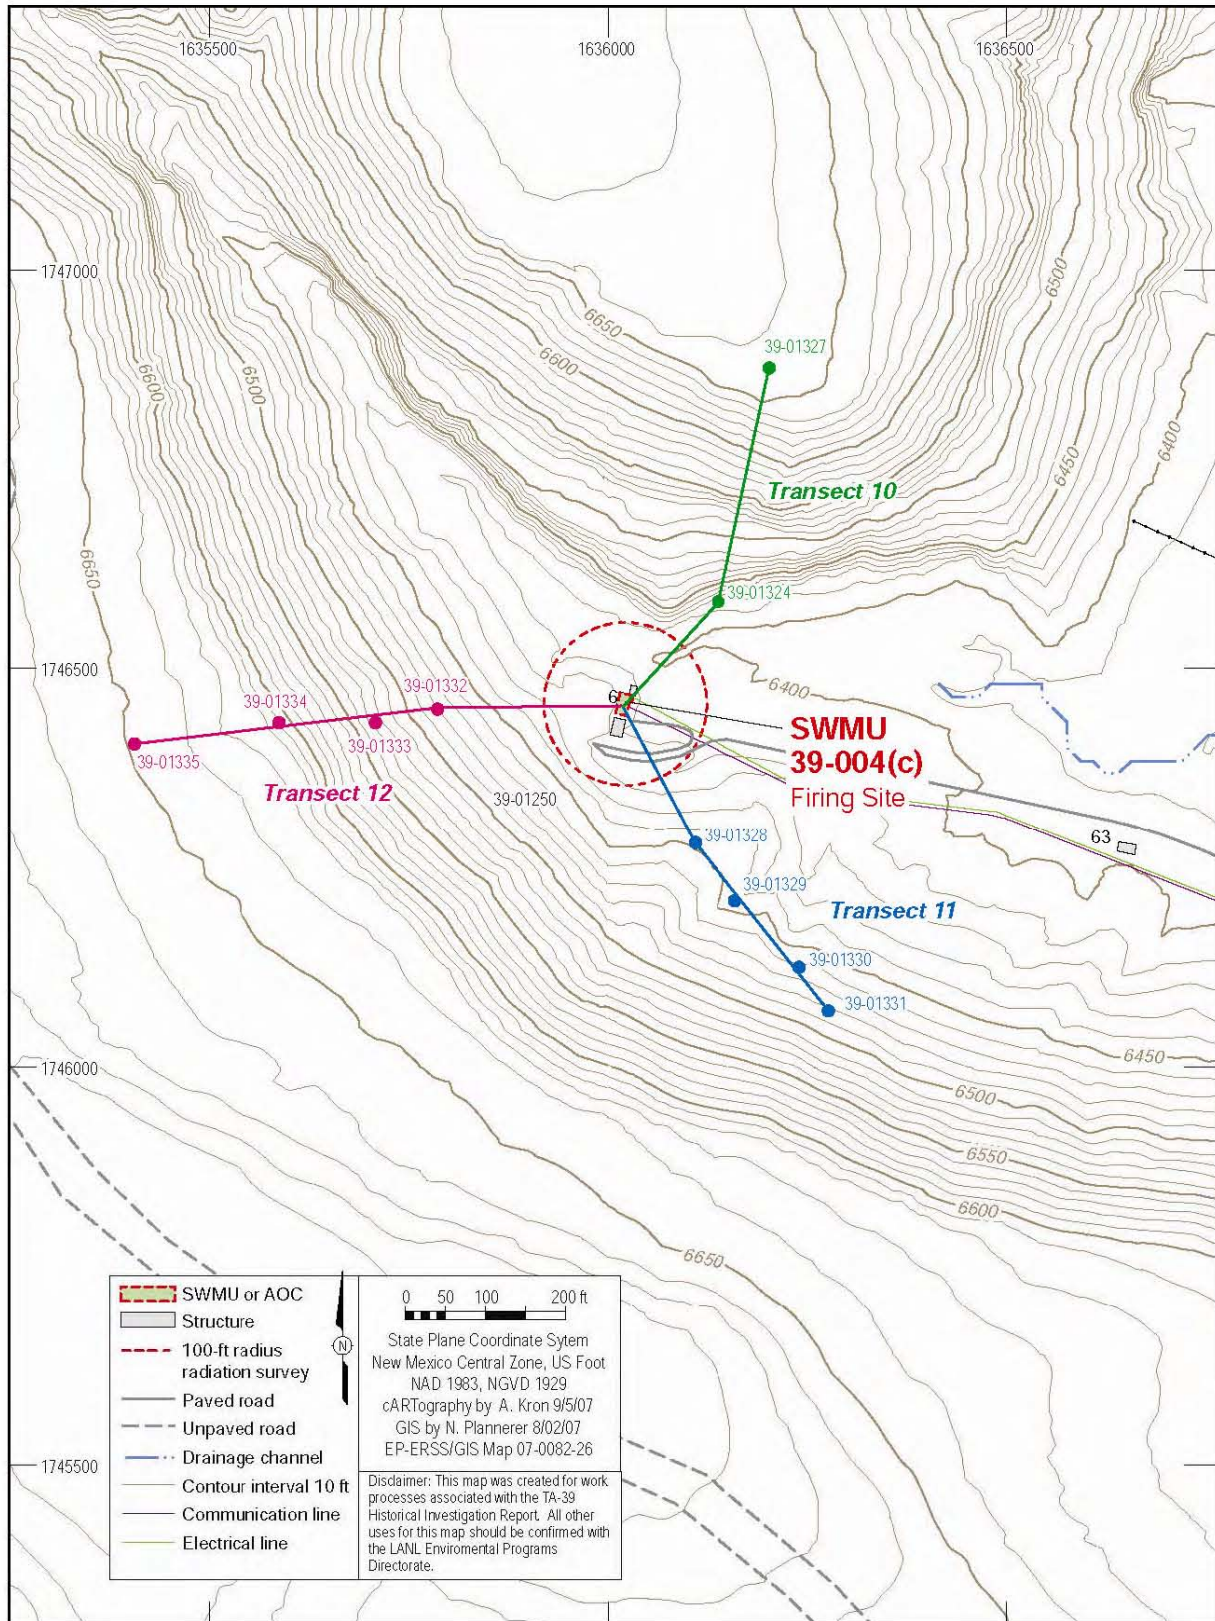 1635500
1636000
1636500
1747000
6650
6600
6500
6600
6500
6450
6400
39-01327
Transect 10
39-01324
6650
1746500
39-01334
39-01332
39-01333
39-01335
Transect 12
39-01250
6
6400
SWMU
39-004(c)
Firing Site
63
39-01328
39-01329
Transect 11
39-01330
39-01331
1746000
6450
6500
6550
6600
6650
1745500
SWMU or AOC
Structure
100-ft radius
radiation survey
Paved road
Unpaved road
Drainage channel
Contour interval 10 ft
Communication line
Electrical line
N
0 50 100 200 ft
State Plane Coordinate Sytem
New Mexico Central Zone, US Foot
NAD 1983, NGVD 1929
cARTography by A. Kron 9/5/07
GIS by N. Plannerer 8/02/07
EP-ERSS/GIS Map 07-0082-26
Disclaimer: This map was created for work
processes associated with the TA-39
Historical Investigation Report. All other
uses for this map should be confirmed with
the LANL Enviromental Programs
Directorate.